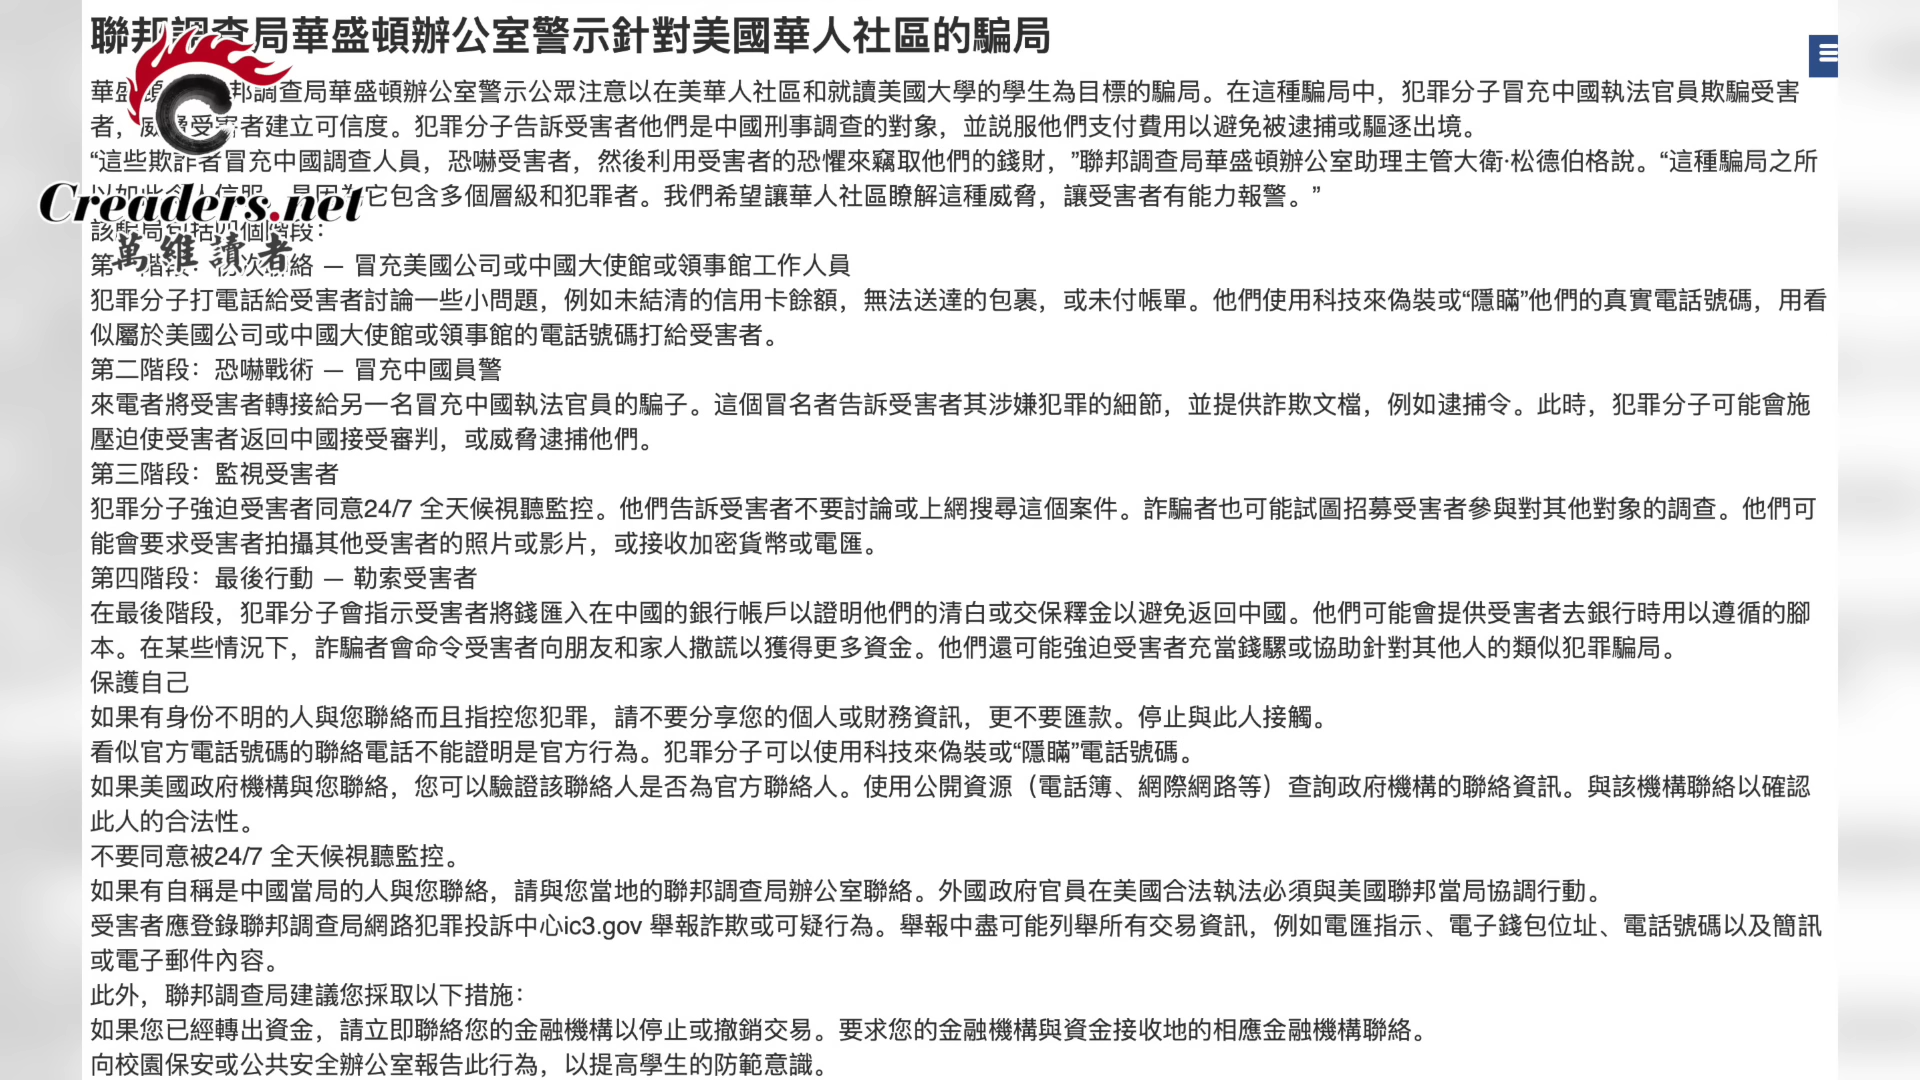 聯邦調查局華盛頓辦公室警示針對美國華人社區的騙局
華盛頓 邦調查局華盛頓辦公室警示公眾注意以在美華人社區和就讀美國大學的學生為目標的騙局。在這種騙局中，犯罪分子冒充中國執法官員欺騙受害
者，威脅受害者建立可信度。犯罪分子告訴受害者他們是中國刑事調查的對象，並説服他們支付費用以避免被逮捕或驅逐出境。
“這些欺詐者冒充中國調查人員，恐嚇受害者，然後利用受害者的恐懼來竊取他們的錢財，”聯邦調查局華盛頓辦公室助理主管大衛·松德伯格說。“這種騙局之所
以如此令人信服，是因為它包含多個層級和犯罪者。我們希望讓華人社區瞭解這種威脅，讓受害者有能力報警。”
Creaders.net
該騙局包括四個階段：
萬維讀者
第一階段：初次聯絡 — 冒充美國公司或中國大使館或領事館工作人員
犯罪分子打電話給受害者討論一些小問題，例如未結清的信用卡餘額，無法送達的包裹，或未付帳單。他們使用科技來偽裝或“隱瞞”他們的真實電話號碼，用看
似屬於美國公司或中國大使館或領事館的電話號碼打給受害者。
第二階段：恐嚇戰術 — 冒充中國員警
來電者將受害者轉接給另一名冒充中國執法官員的騙子。這個冒名者告訴受害者其涉嫌犯罪的細節，並提供詐欺文檔，例如逮捕令。此時，犯罪分子可能會施
壓迫使受害者返回中國接受審判，或威脅逮捕他們。
第三階段：監視受害者
犯罪分子強迫受害者同意24/7 全天候視聽監控。他們告訴受害者不要討論或上網搜尋這個案件。詐騙者也可能試圖招募受害者參與對其他對象的調查。他們可
能會要求受害者拍攝其他受害者的照片或影片，或接收加密貨幣或電匯。
第四階段：最後行動 — 勒索受害者
在最後階段，犯罪分子會指示受害者將錢匯入在中國的銀行帳戶以證明他們的清白或交保釋金以避免返回中國。他們可能會提供受害者去銀行時用以遵循的腳
本。在某些情況下，詐騙者會命令受害者向朋友和家人撒謊以獲得更多資金。他們還可能強迫受害者充當錢騾或協助針對其他人的類似犯罪騙局。
保護自己
如果有身份不明的人與您聯絡而且指控您犯罪，請不要分享您的個人或財務資訊，更不要匯款。停止與此人接觸。
看似官方電話號碼的聯絡電話不能證明是官方行為。犯罪分子可以使用科技來偽裝或“隱瞞”電話號碼。
如果美國政府機構與您聯絡，您可以驗證該聯絡人是否為官方聯絡人。使用公開資源（電話簿、網際網路等）查詢政府機構的聯絡資訊。與該機構聯絡以確認
此人的合法性。
不要同意被24/7 全天候視聽監控。
如果有自稱是中國當局的人與您聯絡，請與您當地的聯邦調查局辦公室聯絡。外國政府官員在美國合法執法必須與美國聯邦當局協調行動。
受害者應登錄聯邦調查局網路犯罪投訴中心ic3.gov 舉報詐欺或可疑行為。舉報中盡可能列舉所有交易資訊，例如電匯指示、電子錢包位址、電話號碼以及簡訊
或電子郵件內容。
此外，聯邦調查局建議您採取以下措施：
如果您已經轉出資金，請立即聯絡您的金融機構以停止或撤銷交易。要求您的金融機構與資金接收地的相應金融機構聯絡。
向校園保安或公共安全辦公室報告此行為，以提高學生的防範意識。